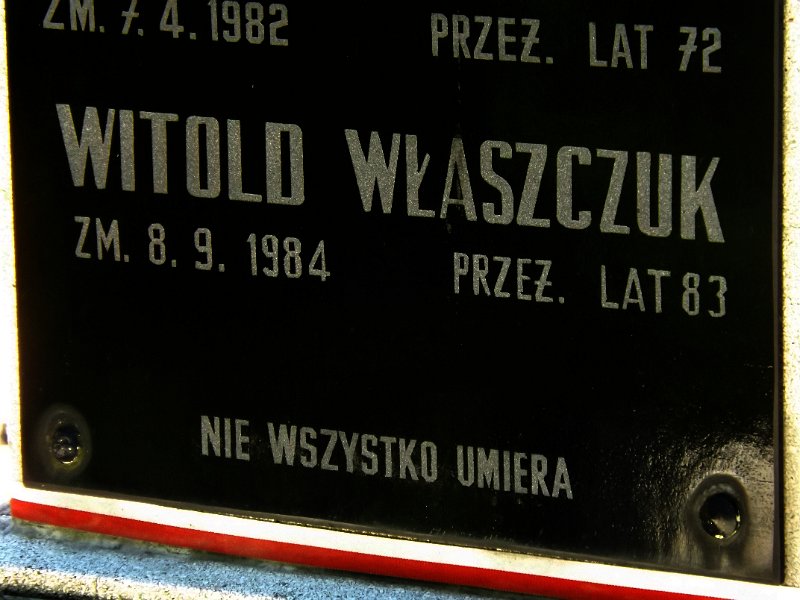 ZM. 7. 4. 1982 PRZEŻ. LAT 72
WITOLD WŁASZCZUK
ZM. 8. 9. 1984 PRZEŻ. LAT 83
NIE WSZYSTKO UMIERA